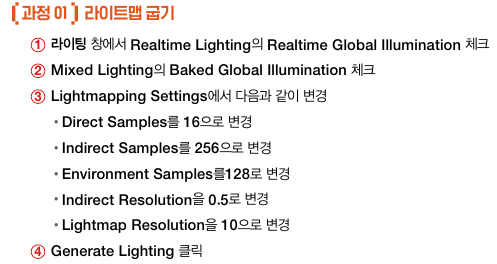 [과정 01] 라이트맵 굽기
① 라이팅 창에서 Realtime Lighting의 Realtime Global Illumination 체크
② Mixed Lighting의 Baked Global Illumination 체크
③ Lightmapping Settings에서 다음과 같이 변경
• Direct Samples를 16으로 변경
• Indirect Samples를 256으로 변경
• Environment Samples를128로 변경
• Indirect Resolution을 0.5로 변경
• Lightmap Resolution을 10으로 변경
④ Generate Lighting 클릭